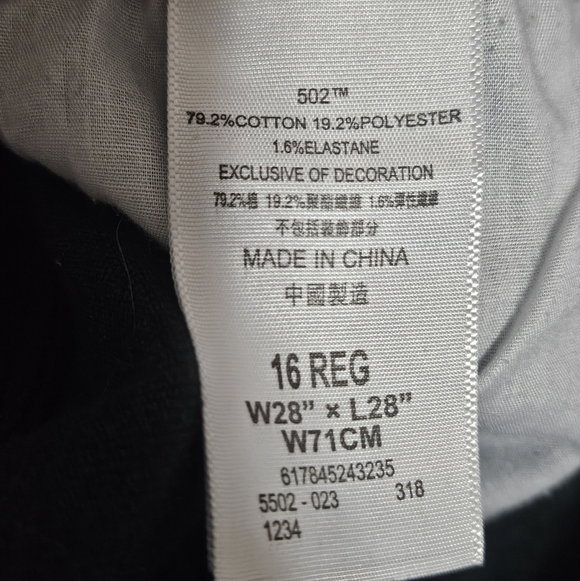 502™
79.2%COTTON 19.2%POLYESTER
1.6%ELASTANE
EXCLUSIVE OF DECORATION
79.2%棉 19.2%聚酯纖維 1.6%彈性纖維
不包括裝飾部分
MADE IN CHINA
中國製造
16 REG
W28” × L28”
W71CM
617845243235
5502 - 023 318
1234